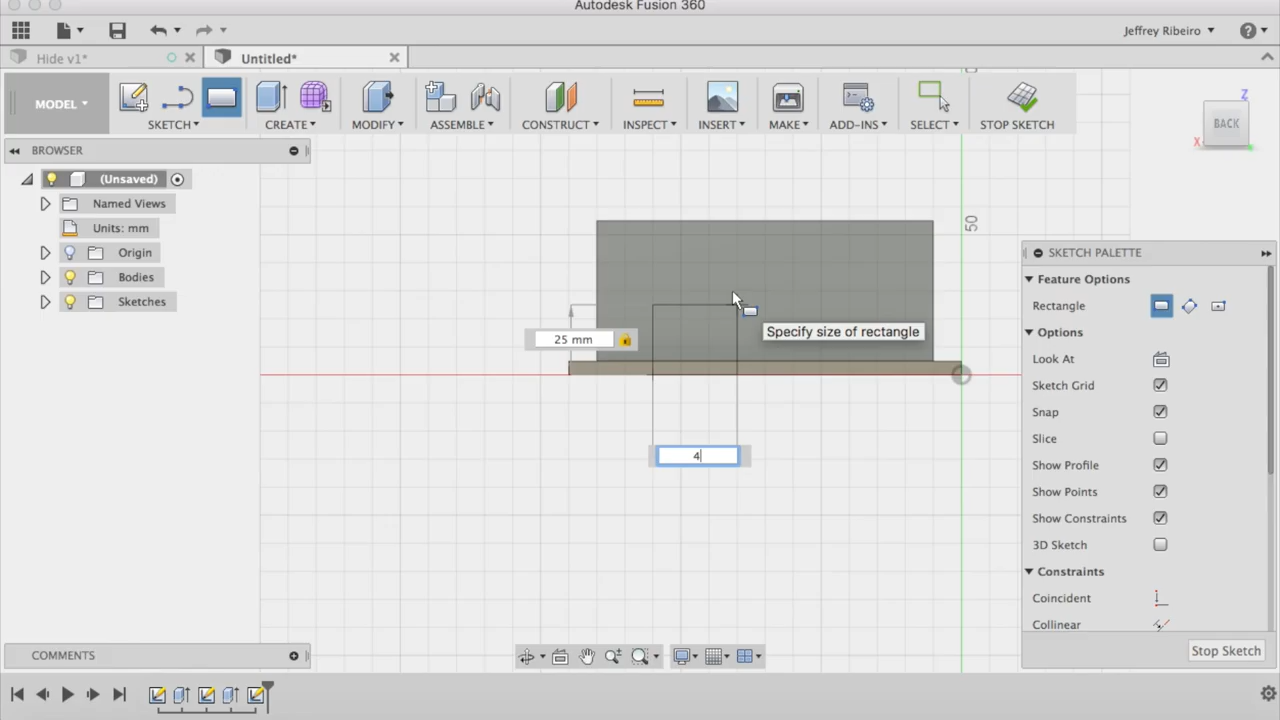 Autodesk Fusion 360
Jeffrey Ribeiro
Hide v1*
Untitled*
MODEL
SKETCH
CREATE
MODIFY
ASSEMBLE
CONSTRUCT
INSPECT
INSERT
MAKE
ADD-INS
SELECT
STOP SKETCH
BACK
Z
X
BROWSER
(Unsaved)
Named Views
Units: mm
Origin
Bodies
Sketches
50
25 mm
Specify size of rectangle
4
SKETCH PALETTE
Feature Options
Rectangle
Options
Look At
Sketch Grid
Snap
Slice
Show Profile
Show Points
Show Constraints
3D Sketch
Constraints
Coincident
Collinear
Stop Sketch
COMMENTS